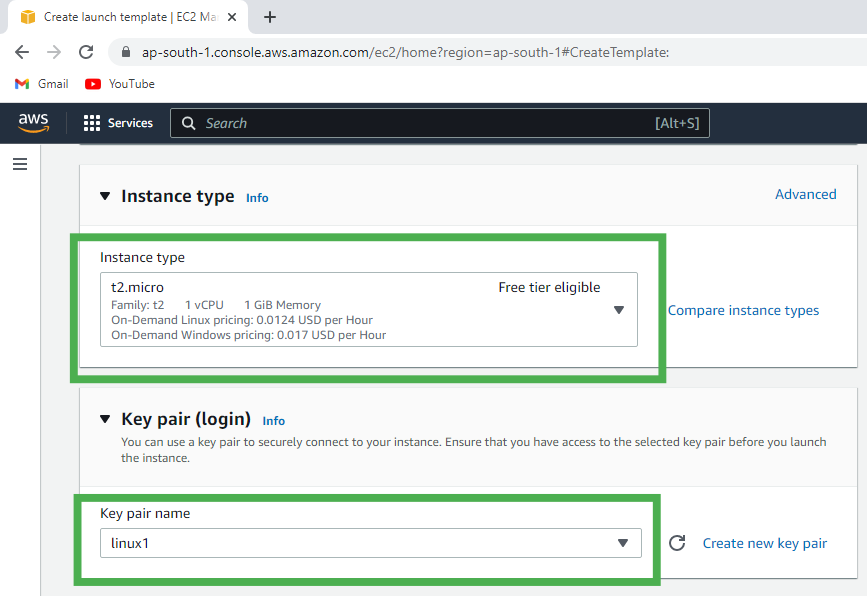 Create launch template | EC2 Ma
ap-south-1.console.aws.amazon.com/ec2/home?region=ap-south-1#CreateTemplate:
Gmail YouTube
aws Services Search [Alt+S]
Instance type Info Advanced
Instance type
t2.micro Free tier eligible
Family: t2 1 vCPU 1 GiB Memory
On-Demand Linux pricing: 0.0124 USD per Hour
On-Demand Windows pricing: 0.017 USD per Hour
Compare instance types
Key pair (login) Info
You can use a key pair to securely connect to your instance. Ensure that you have access to the selected key pair before you launch
the instance.
Key pair name
linux1
Create new key pair